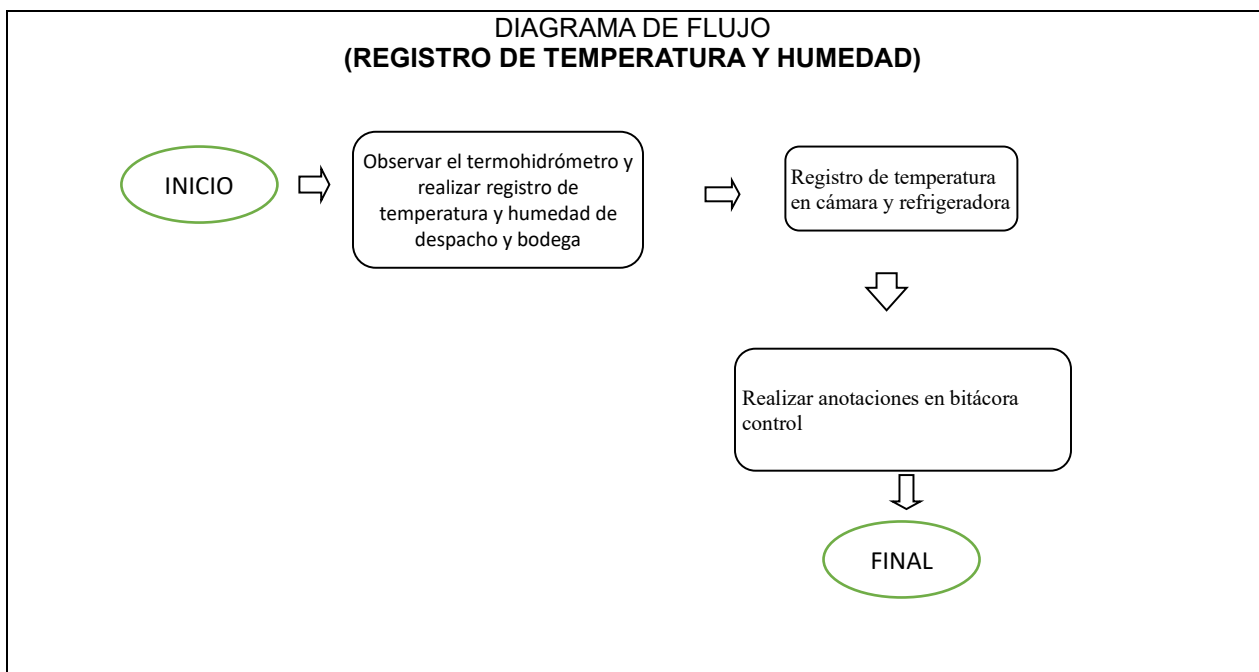 DIAGRAMA DE FLUJO
(REGISTRO DE TEMPERATURA Y HUMEDAD)
INICIO
Observar el termohidrómetro y
realizar registro de
temperatura y humedad de
despacho y bodega
Registro de temperatura
en cámara y refrigeradora
Realizar anotaciones en bitácora
control
FINAL